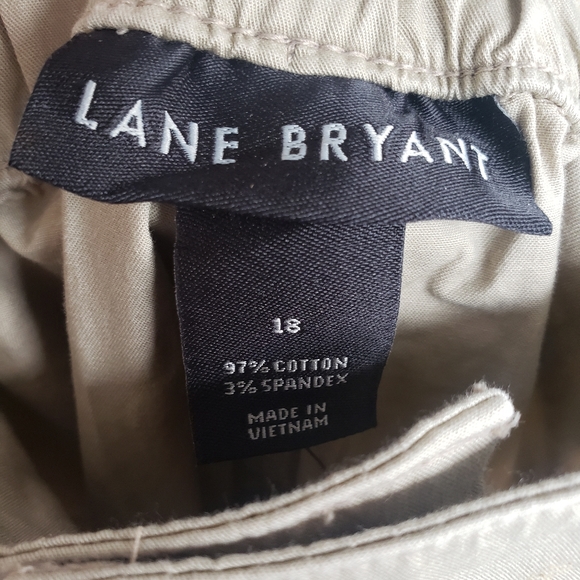 LANE BRYANT
18
97% COTTON
3% SPANDEX
MADE IN
VIETNAM